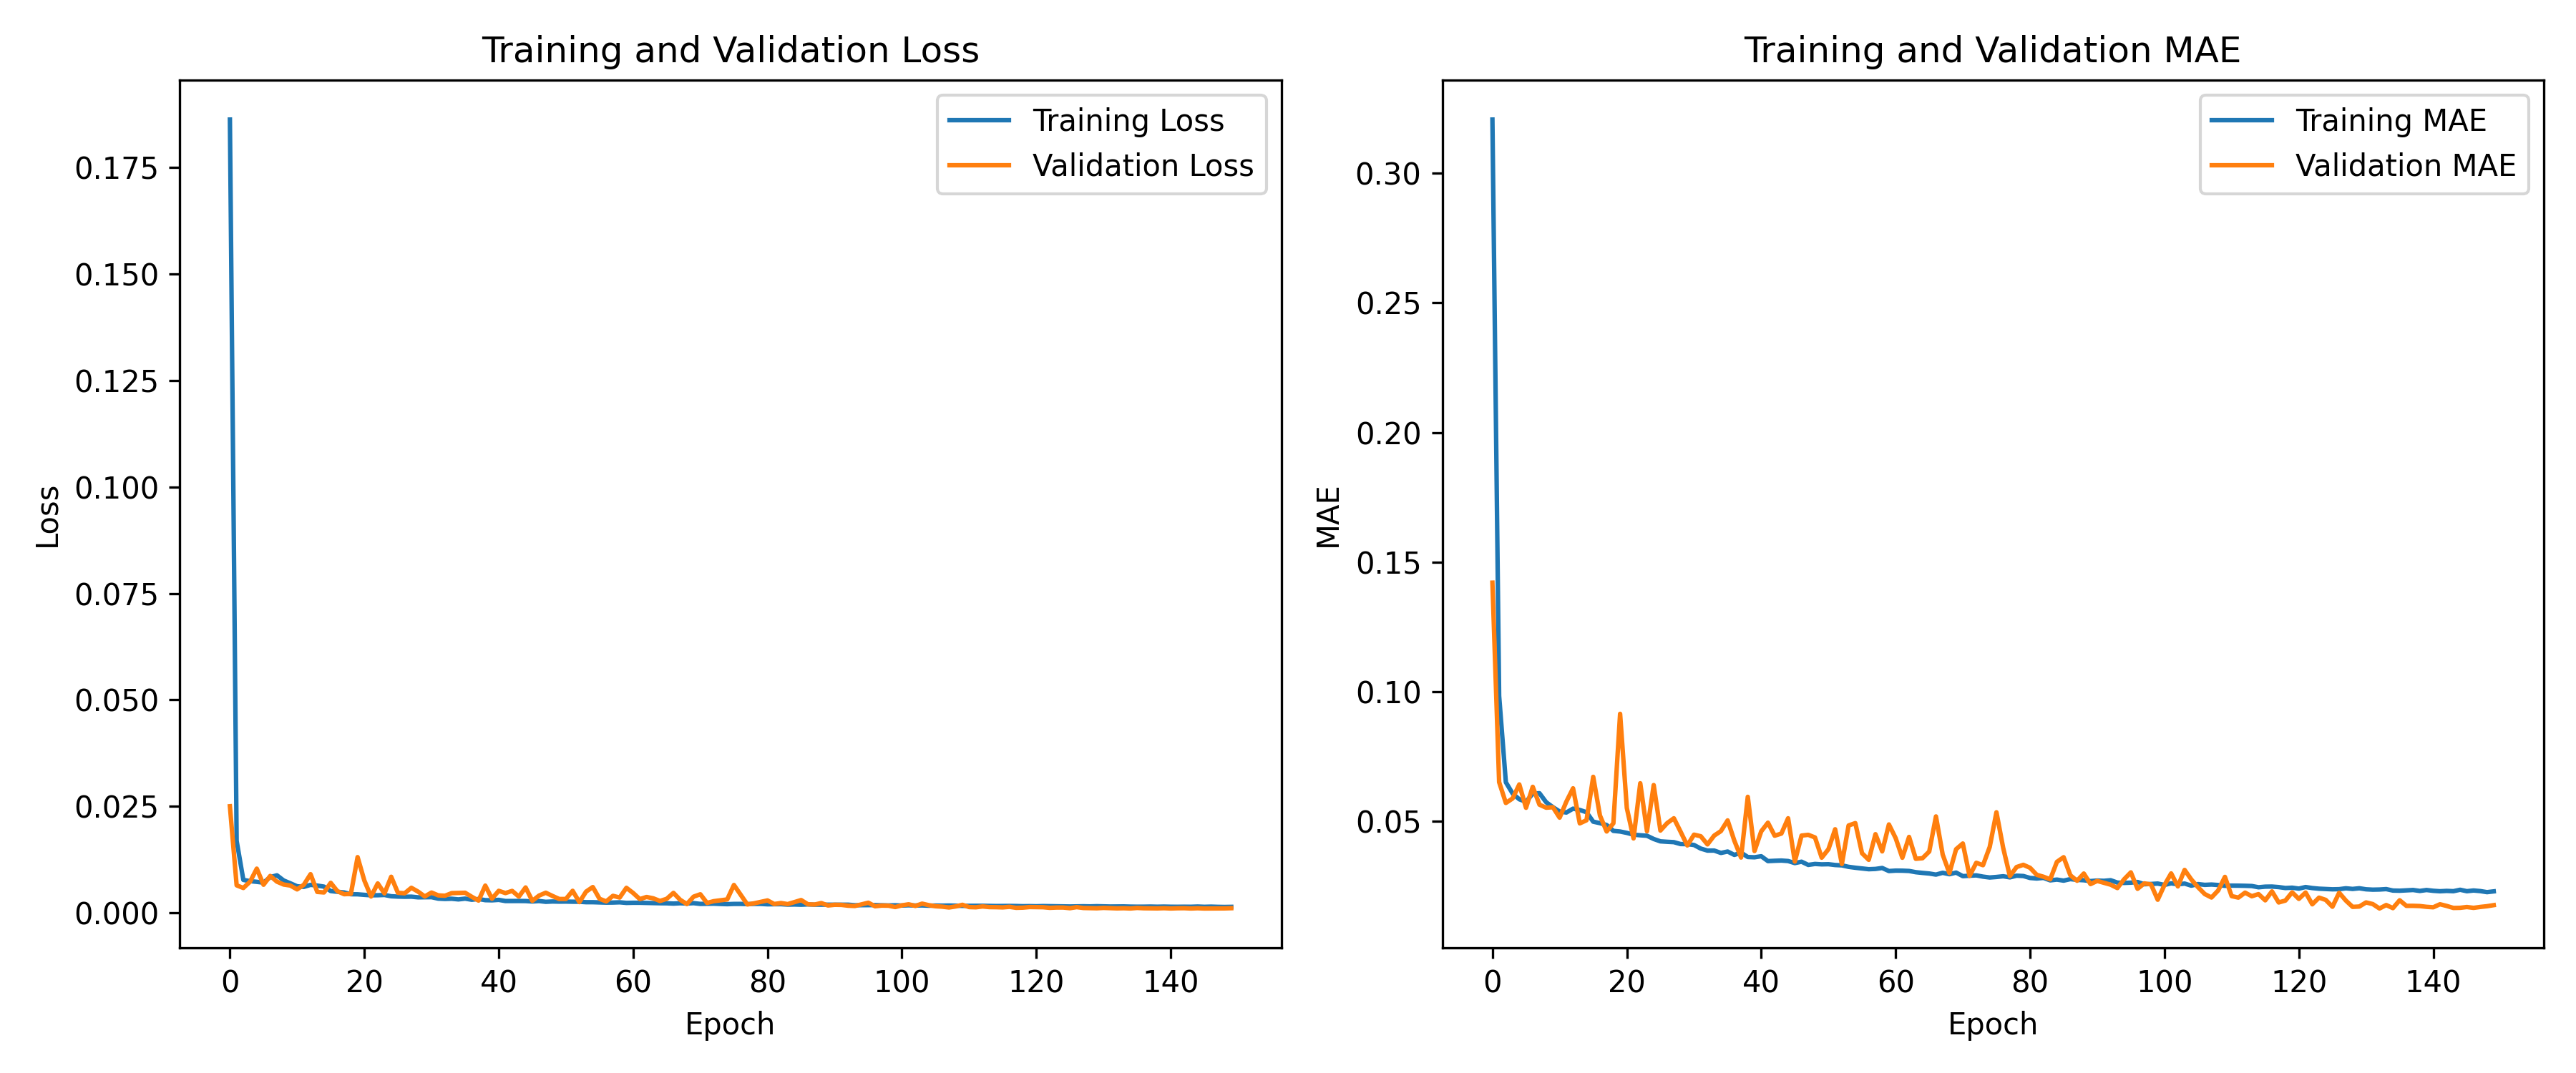 Training and Validation Loss
Training Loss
Validation Loss
0.175
0.150
0.125
0.100
0.075
0.050
0.025
0.000
Loss
0 20 40 60 80 100 120 140
Epoch
Training and Validation MAE
Training MAE
Validation MAE
0.30
0.25
0.20
0.15
0.10
0.05
MAE
0 20 40 60 80 100 120 140
Epoch